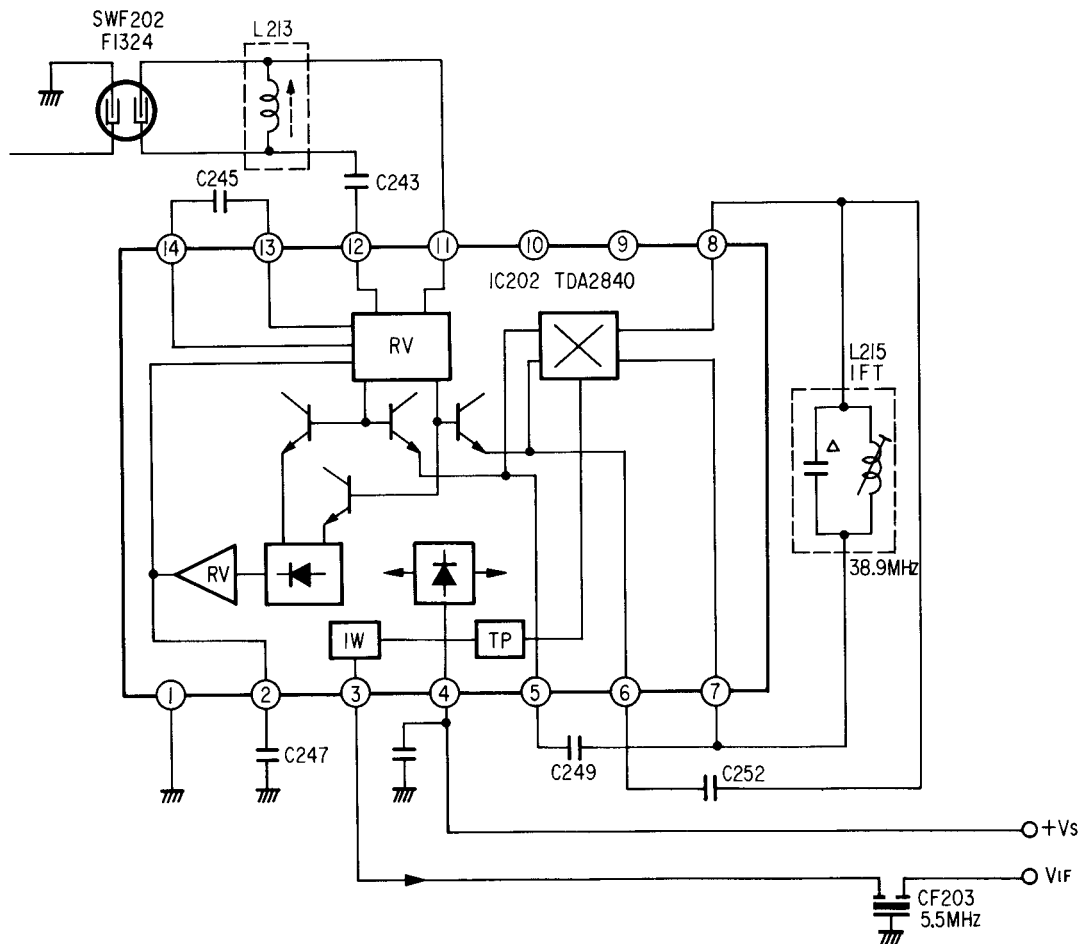 SWF202
FI324
L213
C245
C243
14
13
12
11
10
9
8
IC202 TDA2840
RV
L215
IFT
Δ
38.9MHz
RV
IW
TP
1
2
3
4
5
6
7
C247
C249
C252
+Vs
VIF
CF203
5.5MHz